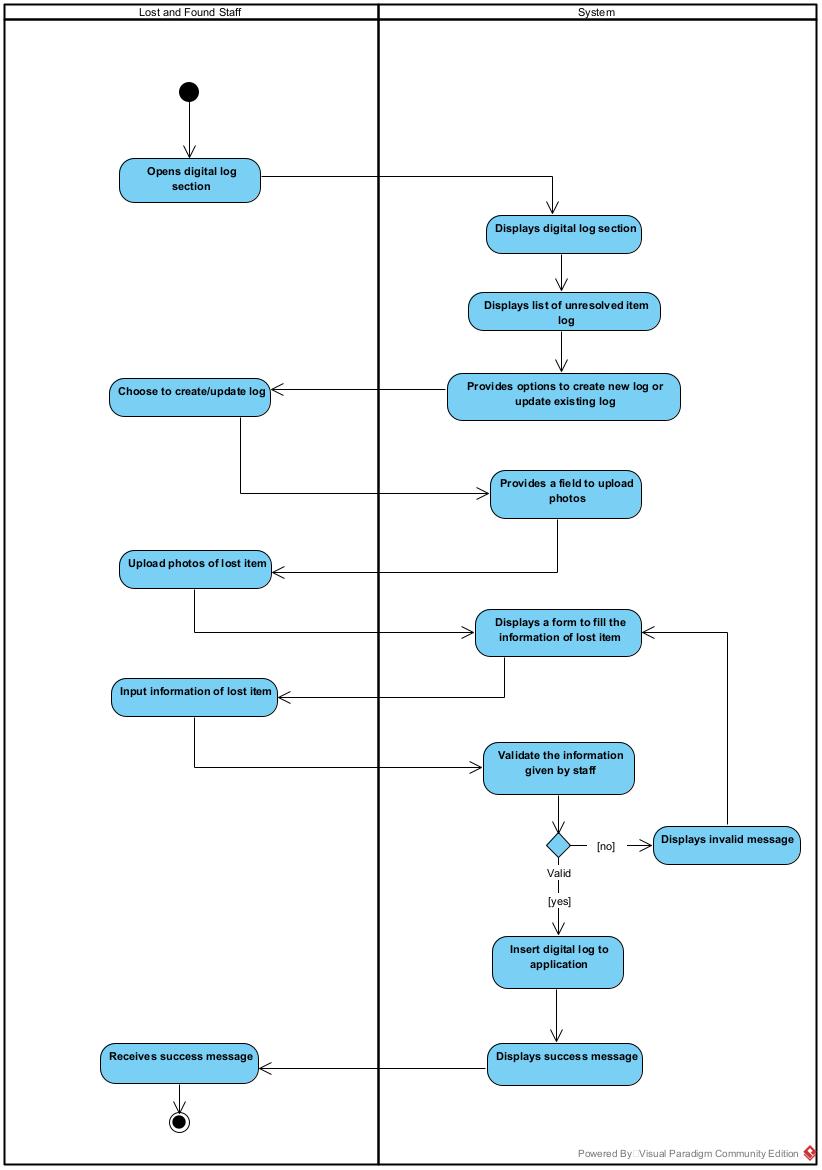 Lost and Found Staff
System
Opens digital log
section
Displays digital log section
Displays list of unresolved item
log
Provides options to create new log or
update existing log
Choose to create/update log
Provides a field to upload
photos
Upload photos of lost item
Displays a form to fill the
information of lost item
Input information of lost item
Validate the information
given by staff
Displays invalid message
[no]
Valid
[yes]
Insert digital log to
application
Displays success message
Receives success message
Powered By Visual Paradigm Community Edition